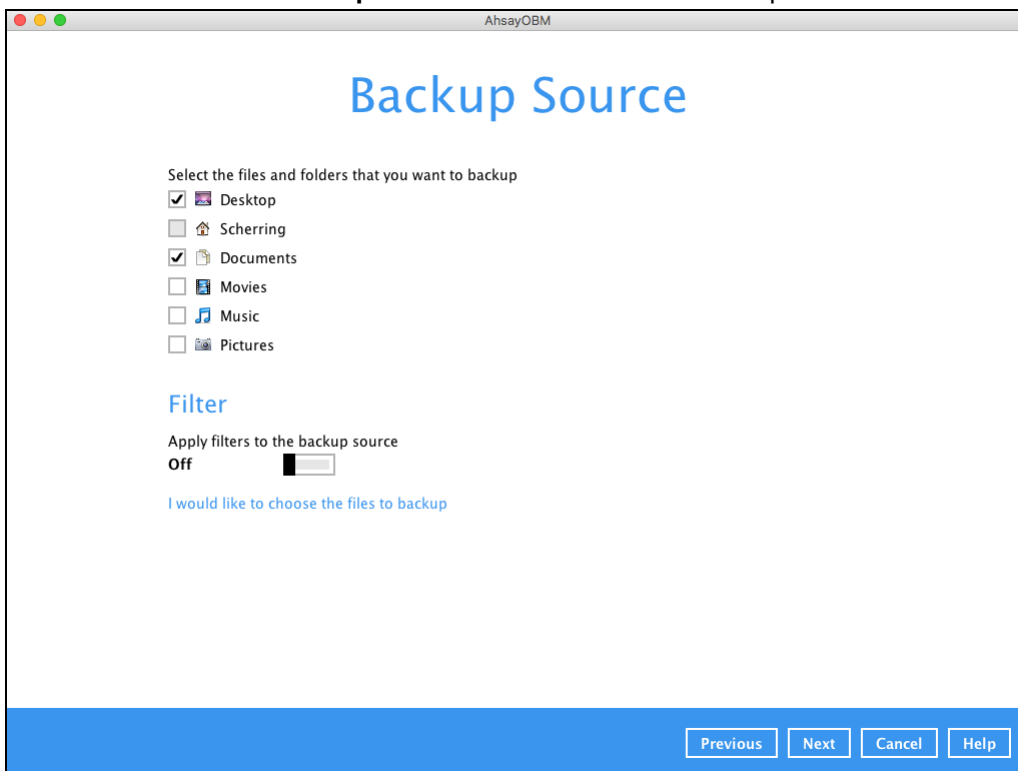 AhsayOBM
Backup Source
Select the files and folders that you want to backup
Desktop
Scherring
Documents
Movies
Music
Pictures
Filter
Apply filters to the backup source
Off
I would like to choose the files to backup
Previous Next Cancel Help